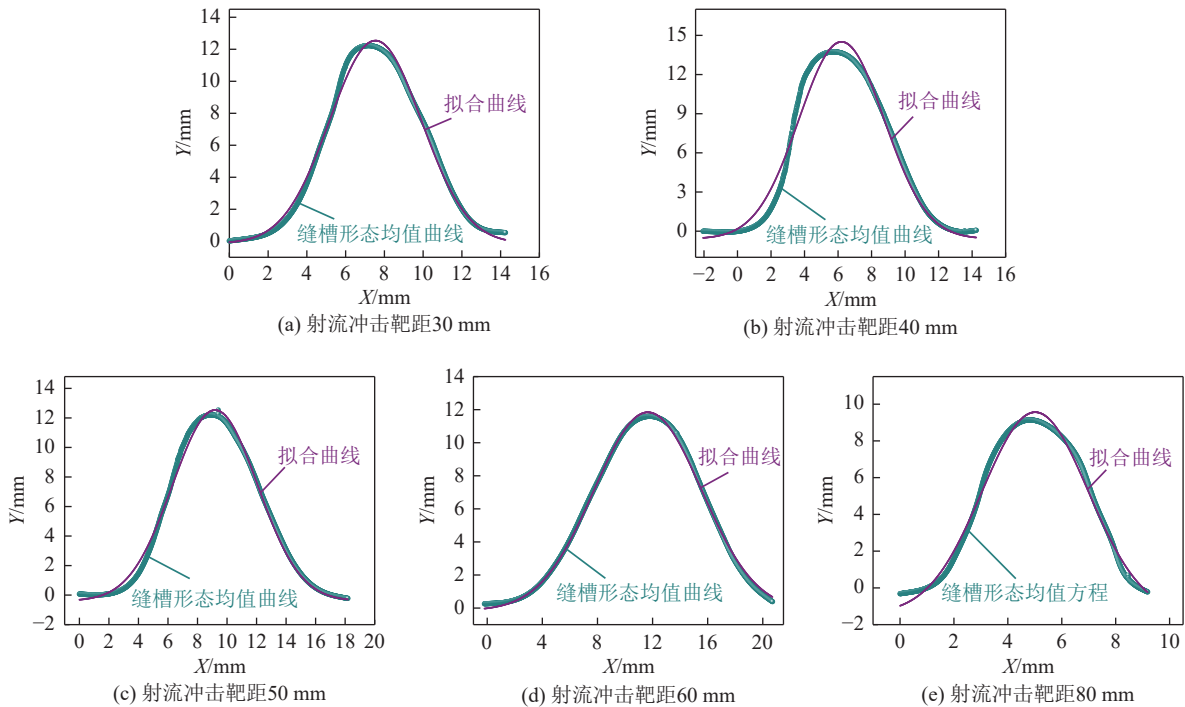 14
12
10
8
6
4
2
0
Y/mm
拟合曲线
缝槽形态均值曲线
0 2 4 6 8 10 12 14 16
X/mm
(a) 射流冲击靶距30 mm
15
12
9
6
3
0
Y/mm
拟合曲线
缝槽形态均值曲线
−2 0 2 4 6 8 10 12 14 16
X/mm
(b) 射流冲击靶距40 mm
14
12
10
8
6
4
2
0
−2
Y/mm
拟合曲线
缝槽形态均值曲线
0 2 4 6 8 10 12 14 16 18 20
X/mm
(c) 射流冲击靶距50 mm
14
12
10
8
6
4
2
0
Y/mm
拟合曲线
缝槽形态均值曲线
0 4 8 12 16 20
X/mm
(d) 射流冲击靶距60 mm
10
8
6
4
2
0
−2
Y/mm
拟合曲线
缝槽形态均值方程
0 2 4 6 8 10
X/mm
(e) 射流冲击靶距80 mm